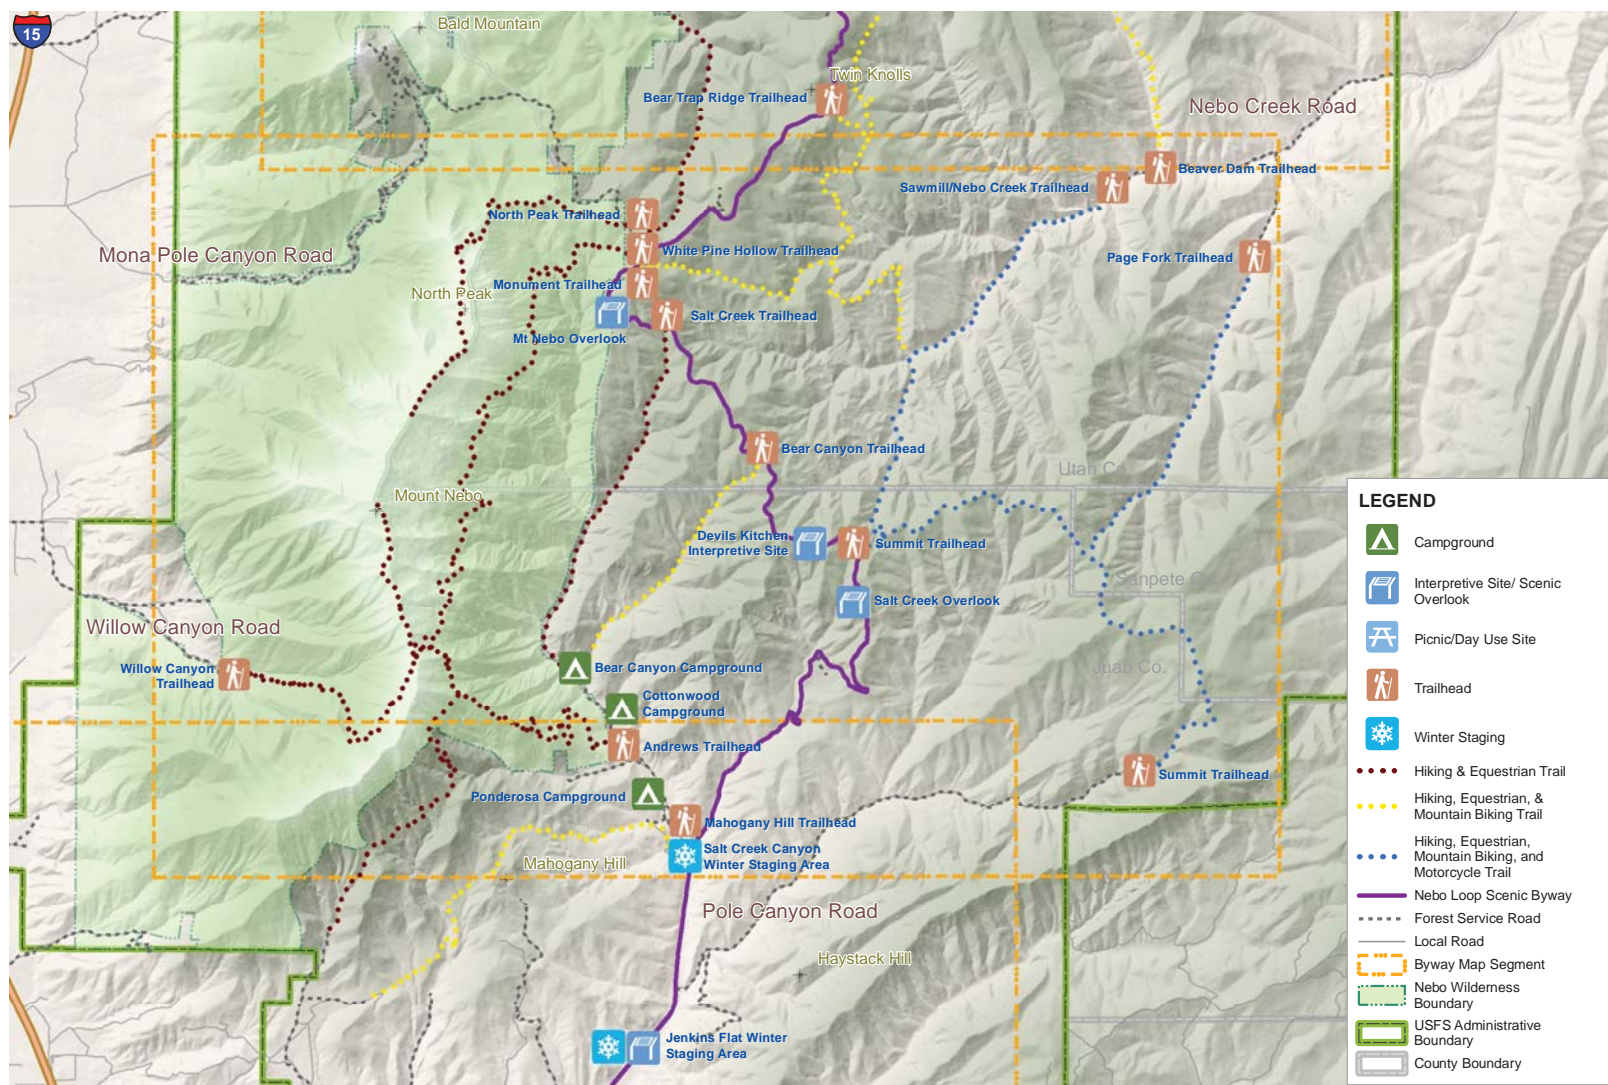 15
Bald Mountain
Twin Knolls
Bear Trap Ridge Trailhead
Nebo Creek Road
Beaver Dam Trailhead
Sawmill/Nebo Creek Trailhead
North Peak Trailhead
White Pine Hollow Trailhead
Mona Pole Canyon Road
Page Fork Trailhead
Monument Trailhead
North Peak
Salt Creek Trailhead
Mt Nebo Overlook
Bear Canyon Trailhead
Utah Co.
Mount Nebo
Devils Kitchen
Interpretive Site
Summit Trailhead
Sanpete C
Salt Creek Overlook
Willow Canyon Road
Willow Canyon
Trailhead
Bear Canyon Campground
Juab Co.
Cottonwood
Campground
Andrews Trailhead
Summit Trailhead
Ponderosa Campground
Mahogany Hill Trailhead
Salt Creek Canyon
Winter Staging Area
Mahogany Hill
Pole Canyon Road
Haystack Hill
Jenkins Flat Winter
Staging Area
LEGEND
Campground
Interpretive Site/ Scenic
Overlook
Picnic/Day Use Site
Trailhead
Winter Staging
Hiking & Equestrian Trail
Hiking, Equestrian, &
Mountain Biking Trail
Hiking, Equestrian,
Mountain Biking, and
Motorcycle Trail
Nebo Loop Scenic Byway
Forest Service Road
Local Road
Byway Map Segment
Nebo Wilderness
Boundary
USFS Administrative
Boundary
County Boundary